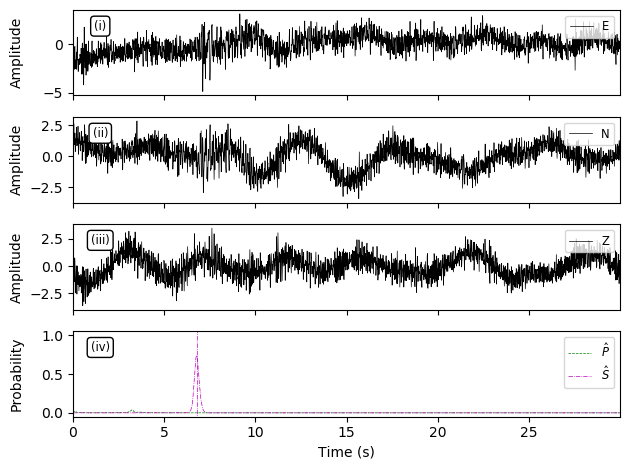 (i)
E
Amplitude
0
−5
(ii)
N
Amplitude
2.5
0.0
−2.5
(iii)
Z
Amplitude
2.5
0.0
−2.5
(iv)
P̂
Ŝ
Probability
1.0
0.5
0.0
0 5 10 15 20 25
Time (s)